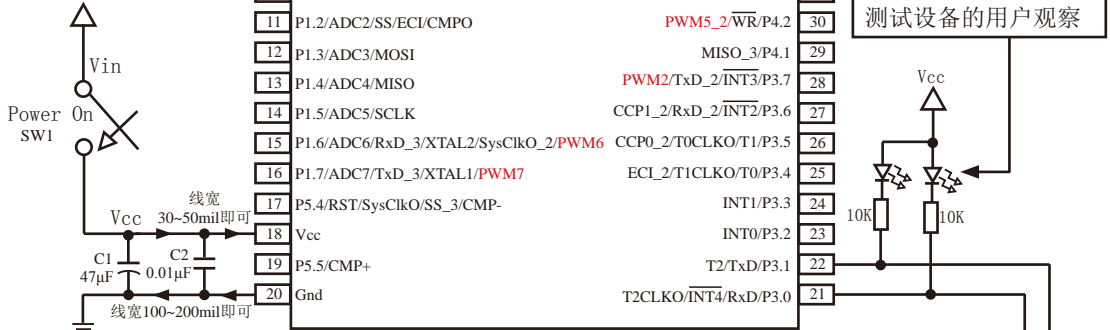 11 P1.2/ADC2/SS/ECI/CMPO
PWM5_2/WR/P4.2 30
测试设备的用户观察
12 P1.3/ADC3/MOSI
MISO_3/P4.1 29
Vin
13 P1.4/ADC4/MISO
PWM2/TxD_2/INT3/P3.7 28
Vcc
Power On
SW1
14 P1.5/ADC5/SCLK
CCP1_2/RxD_2/INT2/P3.6 27
15 P1.6/ADC6/RxD_3/XTAL2/SysClkO_2/PWM6
CCP0_2/T0CLKO/T1/P3.5 26
16 P1.7/ADC7/TxD_3/XTAL1/PWM7
ECI_2/T1CLKO/T0/P3.4 25
线宽
30~50mil即可
17 P5.4/RST/SysClkO/SS_3/CMP-
INT1/P3.3 24
10K
10K
Vcc
18 Vcc
INT0/P3.2 23
C1
47μF
C2
0.01μF
19 P5.5/CMP+
T2/TxD/P3.1 22
20 Gnd
T2CLKO/INT4/RxD/P3.0 21
线宽100~200mil即可